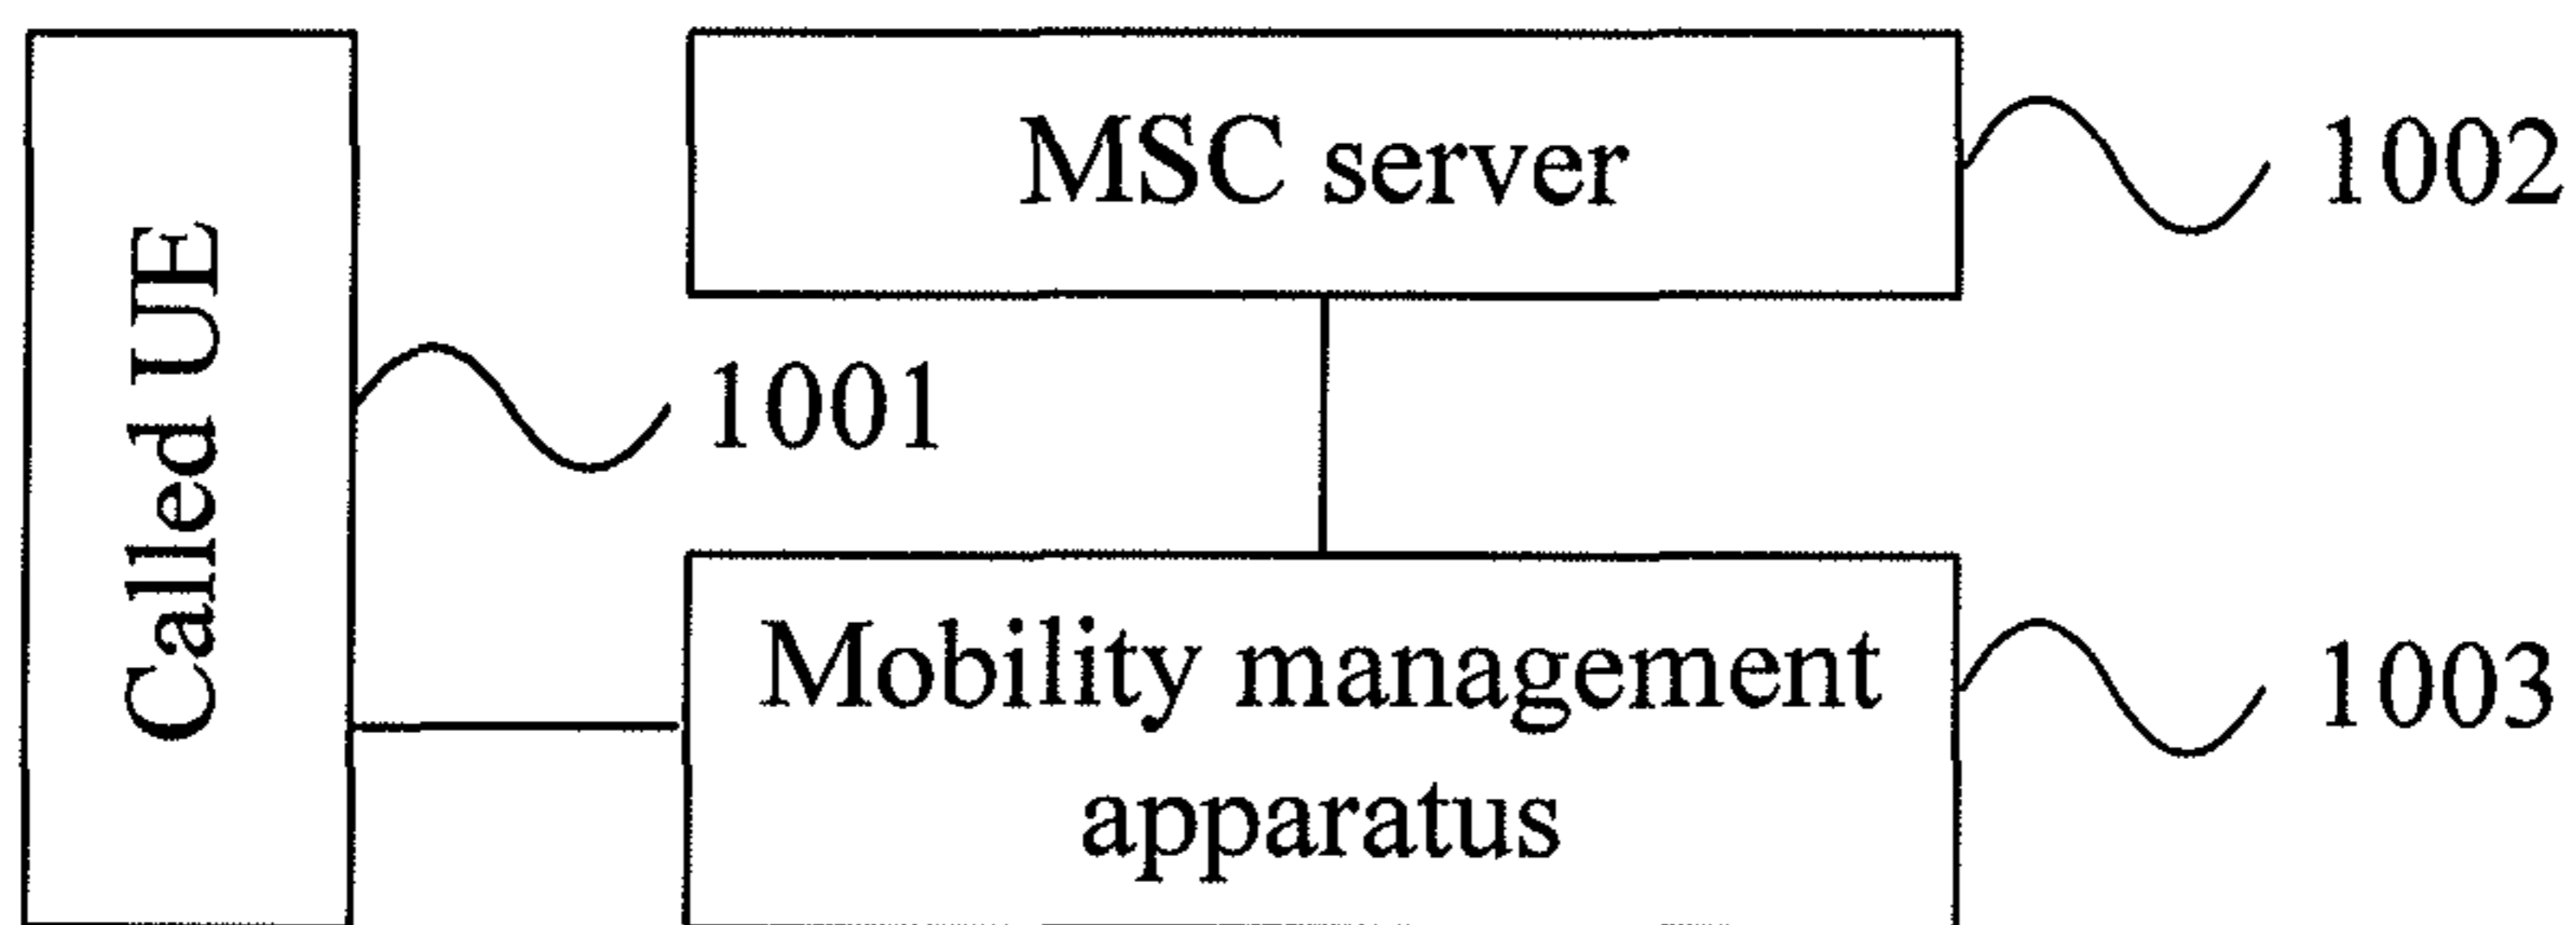 MSC server
1002
Called UE
1001
Mobility management
apparatus
1003